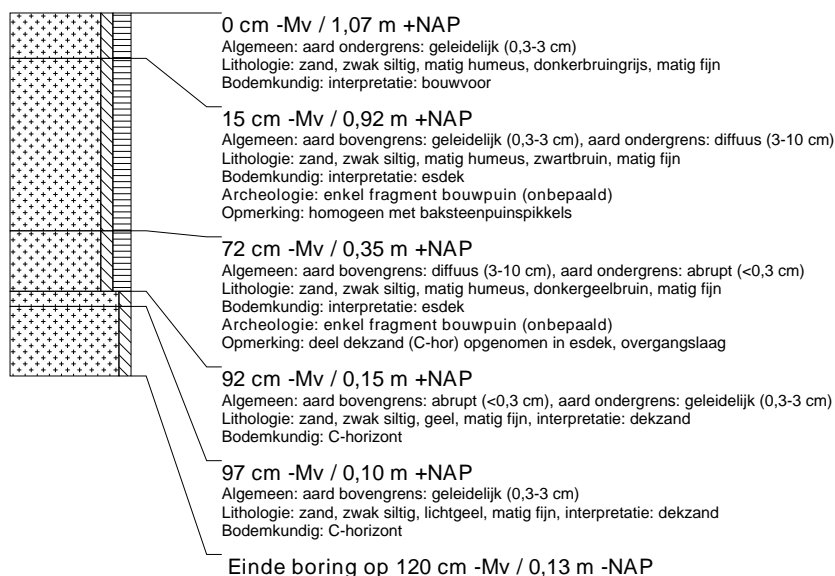 0 cm -Mv / 1,07 m +NAP
Algemeen: aard ondergrens: geleidelijk (0,3-3 cm)
Lithologie: zand, zwak siltig, matig humeus, donkerbruingrijs, matig fijn
Bodemkundig: interpretatie: bouwvoor
15 cm -Mv / 0,92 m +NAP
Algemeen: aard bovengrens: geleidelijk (0,3-3 cm), aard ondergrens: diffuus (3-10 cm)
Lithologie: zand, zwak siltig, matig humeus, zwartbruin, matig fijn
Bodemkundig: interpretatie: esdek
Archeologie: enkel fragment bouwpuin (onbepaald)
Opmerking: homogeen met baksteenpuinspikkels
72 cm -Mv / 0,35 m +NAP
Algemeen: aard bovengrens: diffuus (3-10 cm), aard ondergrens: abrupt (<0,3 cm)
Lithologie: zand, zwak siltig, matig humeus, donkergeelbruin, matig fijn
Bodemkundig: interpretatie: esdek
Archeologie: enkel fragment bouwpuin (onbepaald)
Opmerking: deel dekzand (C-hor) opgenomen in esdek, overgangslaag
92 cm -Mv / 0,15 m +NAP
Algemeen: aard bovengrens: abrupt (<0,3 cm), aard ondergrens: geleidelijk (0,3-3 cm)
Lithologie: zand, zwak siltig, geel, matig fijn, interpretatie: dekzand
Bodemkundig: C-horizont
97 cm -Mv / 0,10 m +NAP
Algemeen: aard bovengrens: geleidelijk (0,3-3 cm)
Lithologie: zand, zwak siltig, lichtgeel, matig fijn, interpretatie: dekzand
Bodemkundig: C-horizont
Einde boring op 120 cm -Mv / 0,13 m -NAP